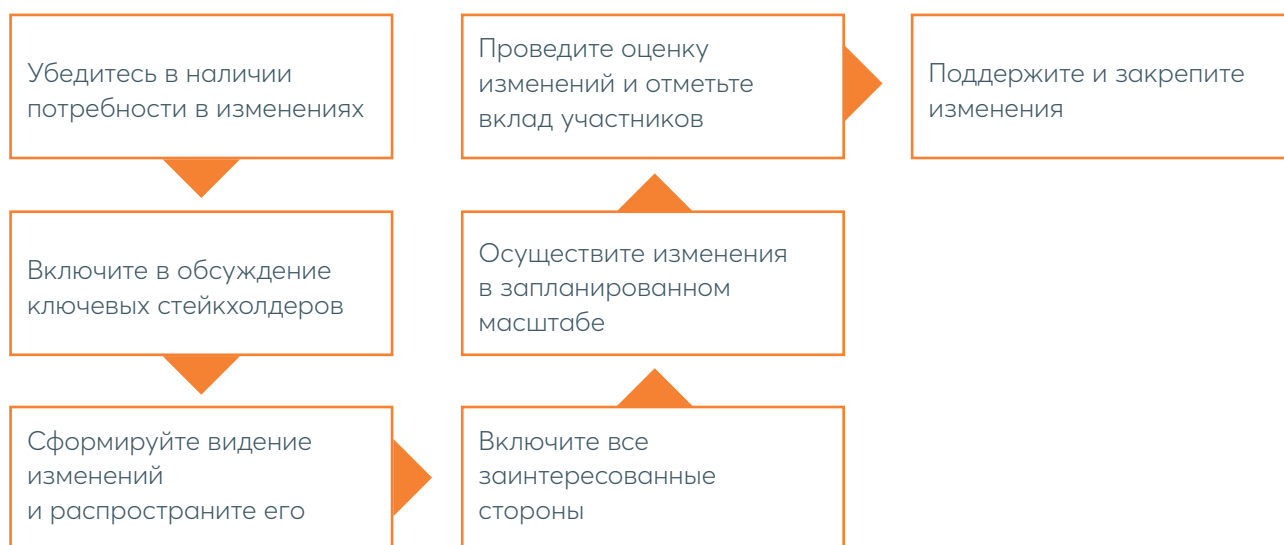 Убедитесь в наличии
потребности в изменениях
Включите в обсуждение
ключевых стейкхолдеров
Сформируйте видение
изменений
и распространите его
Включите все
заинтересованные
стороны
Осуществите изменения
в запланированном
масштабе
Проведите оценку
изменений и отметьте
вклад участников
Поддержите и закрепите
изменения